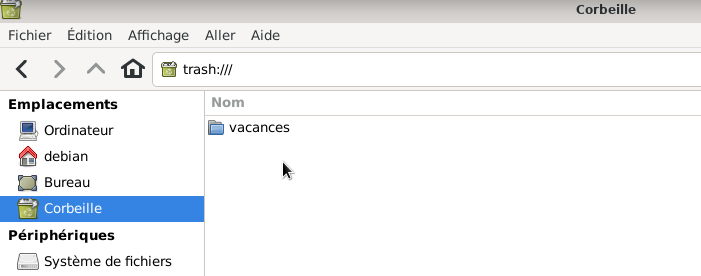 Corbeille
Fichier Édition Affichage Aller Aide
trash:///
Emplacements
Ordinateur
debian
Bureau
Corbeille
Périphériques
Système de fichiers
Nom
vacances